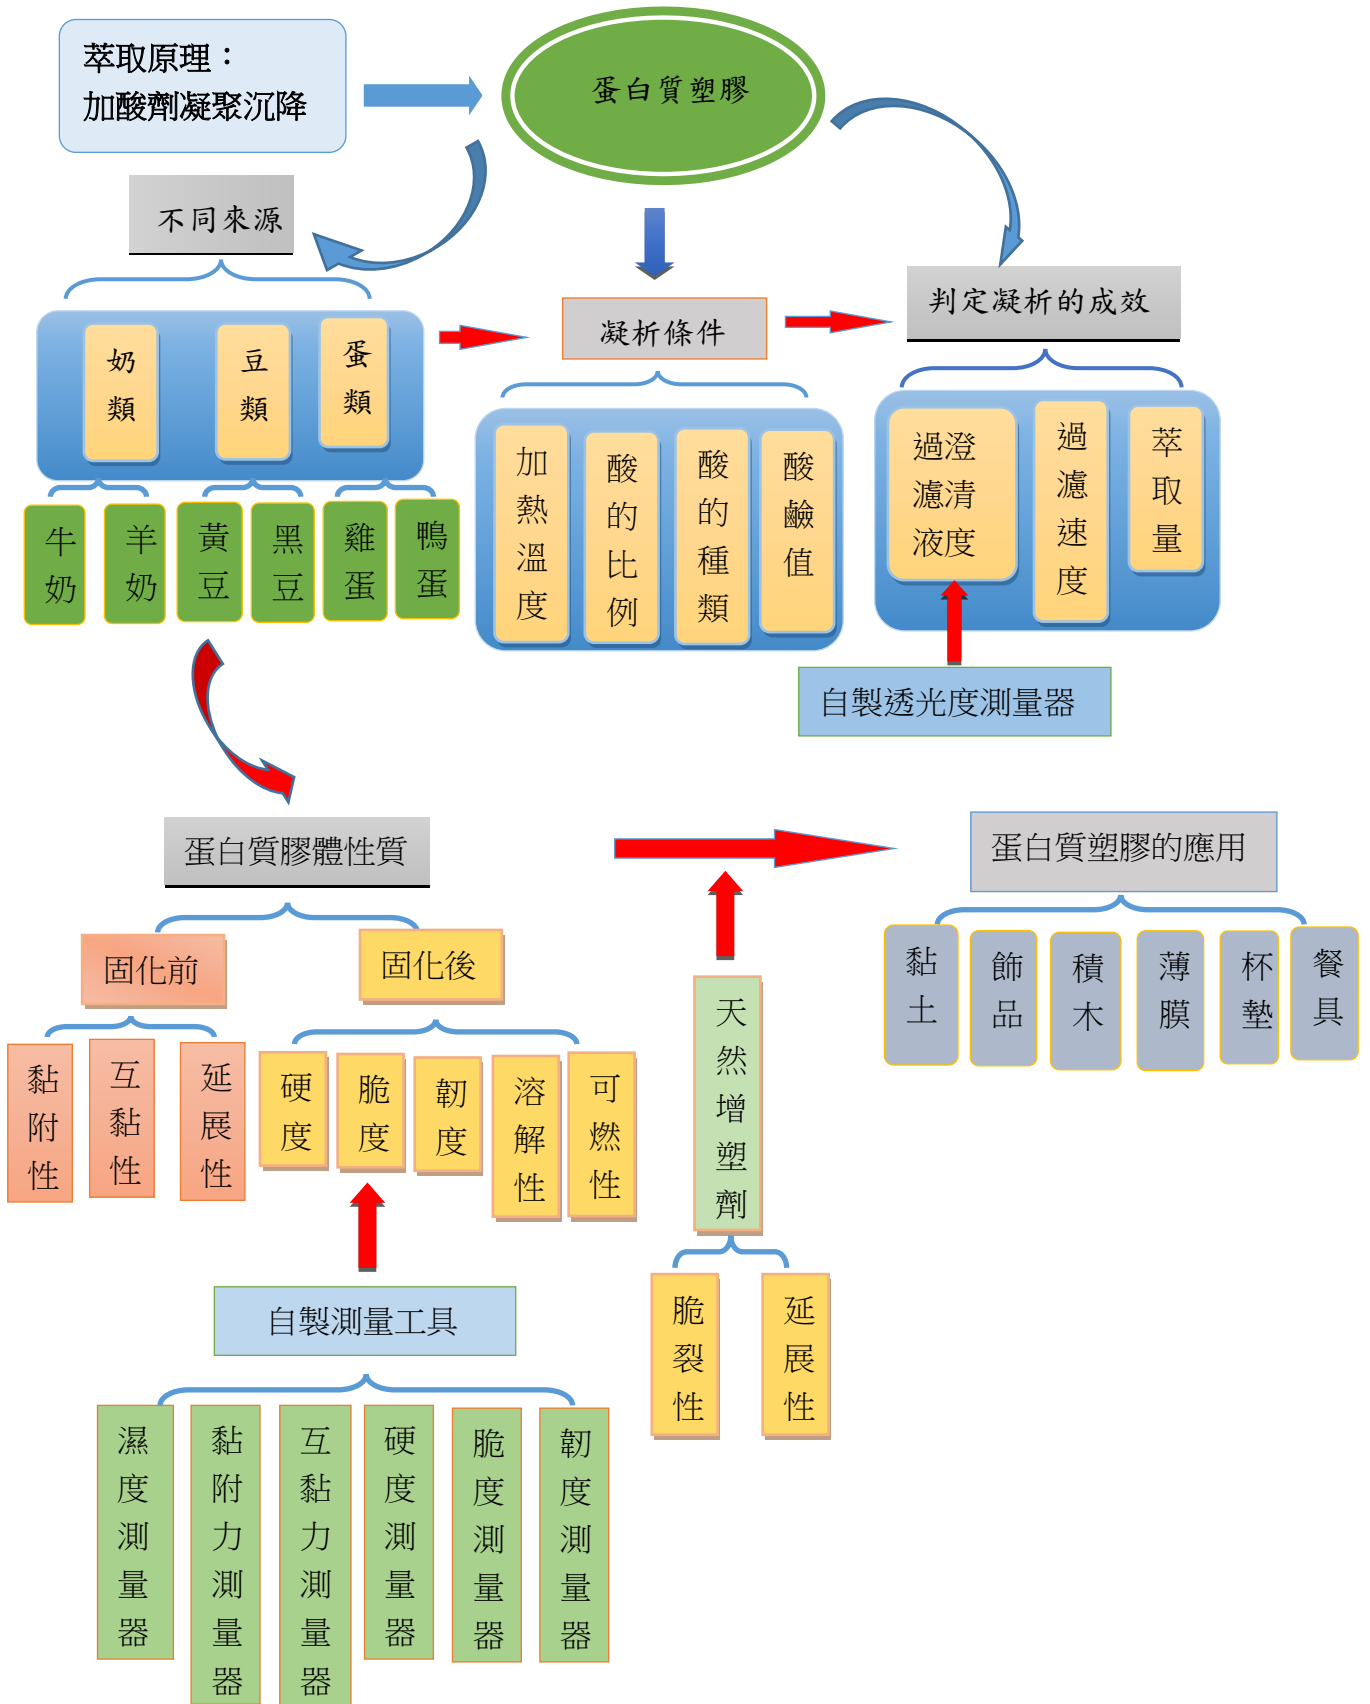 萃取原理：
加酸劑凝聚沉降
蛋白質塑膠
不同來源
奶類
豆類
蛋類
牛奶
羊奶
黃豆
黑豆
雞蛋
鴨蛋
凝析條件
加熱溫度
酸的比例
酸的種類
酸鹼值
判定凝析的成效
過澄
濾清
液度
過濾速度
萃取量
自製透光度測量器
蛋白質膠體性質
固化前
黏附性
互黏性
延展性
固化後
硬度
脆度
韌度
溶解性
可燃性
自製測量工具
濕度測量器
黏附力測量器
互黏力測量器
硬度測量器
脆度測量器
韌度測量器
天然增塑劑
脆裂性
延展性
蛋白質塑膠的應用
黏土
飾品
積木
薄膜
杯墊
餐具